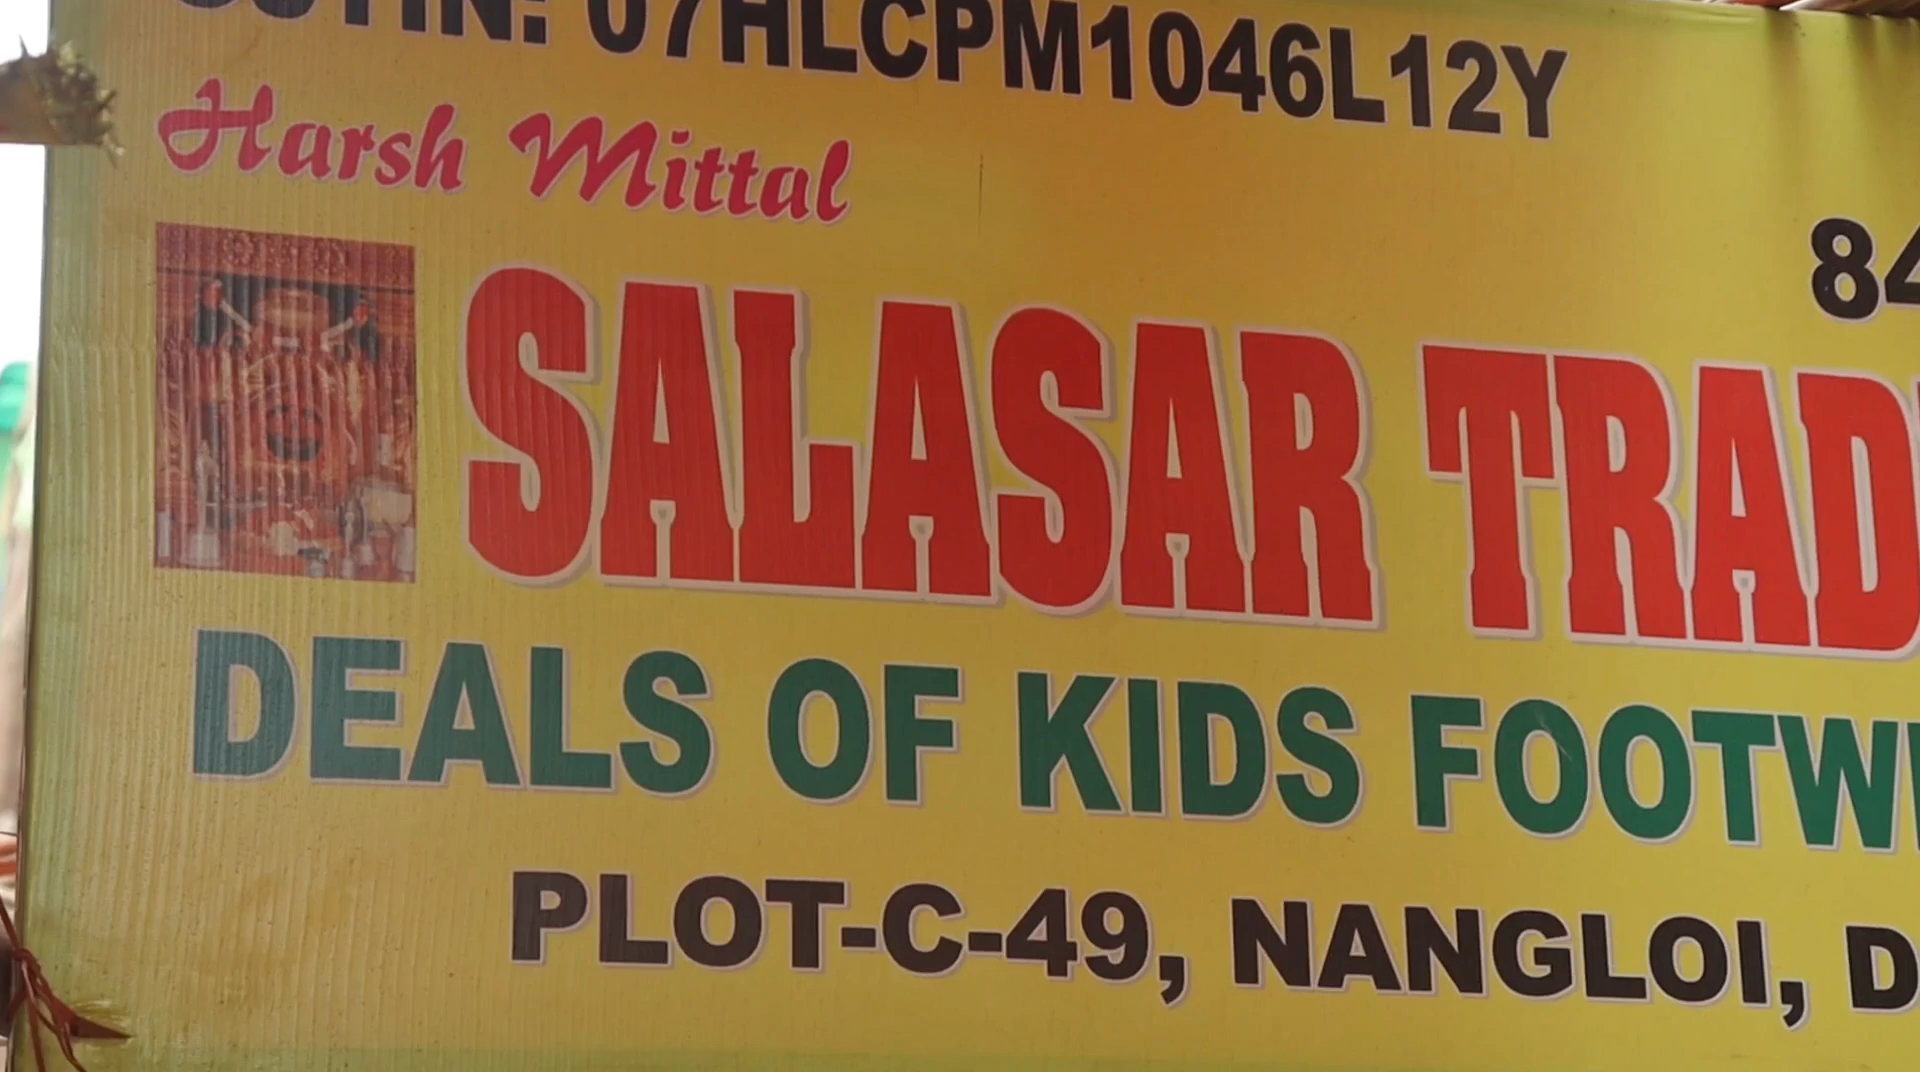 GSTIN: 07HLCPM1046L12Y
Harsh Mittal
84
SALASAR TRAD
DEALS OF KIDS FOOTW
PLOT-C-49, NANGLOI, D